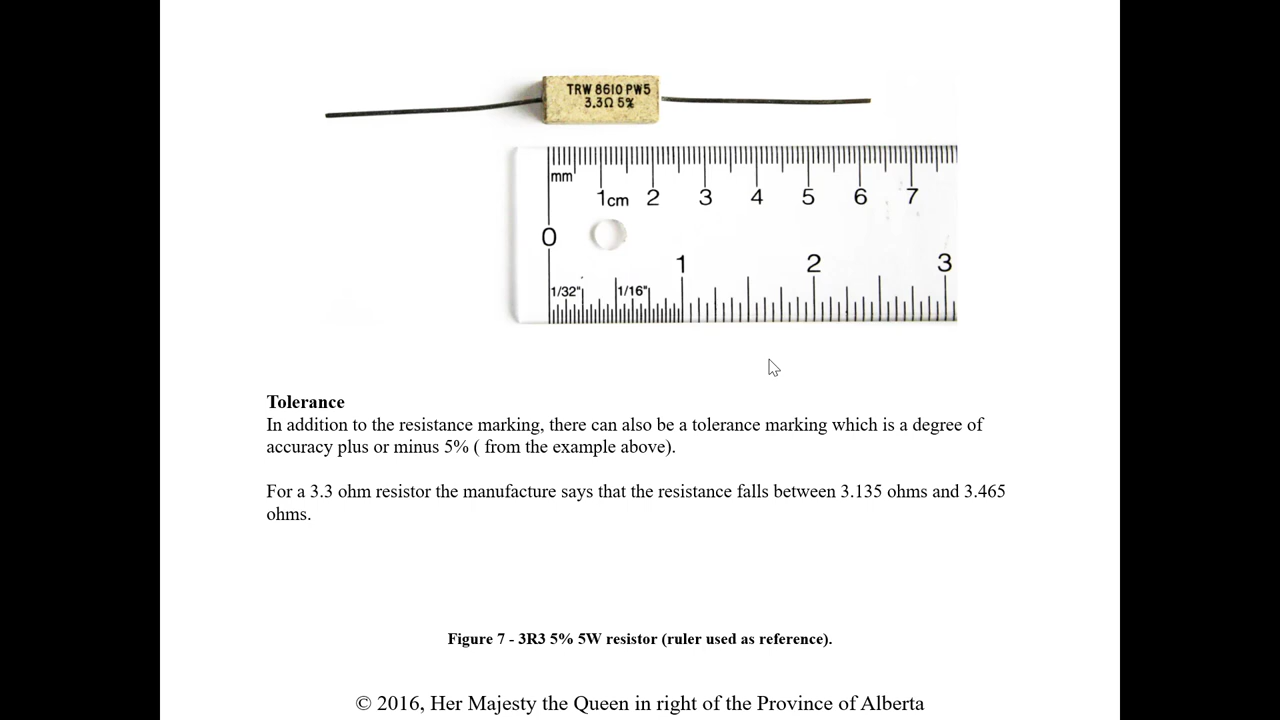 TRW 8610 PW5
3.3Ω 5%
mm
1cm 2 3 4 5 6 7
0
1 2 3
1/32" 1/16"
Tolerance
In addition to the resistance marking, there can also be a tolerance marking which is a degree of
accuracy plus or minus 5% ( from the example above).
For a 3.3 ohm resistor the manufacture says that the resistance falls between 3.135 ohms and 3.465
ohms.
Figure 7 - 3R3 5% 5W resistor (ruler used as reference).
© 2016, Her Majesty the Queen in right of the Province of Alberta